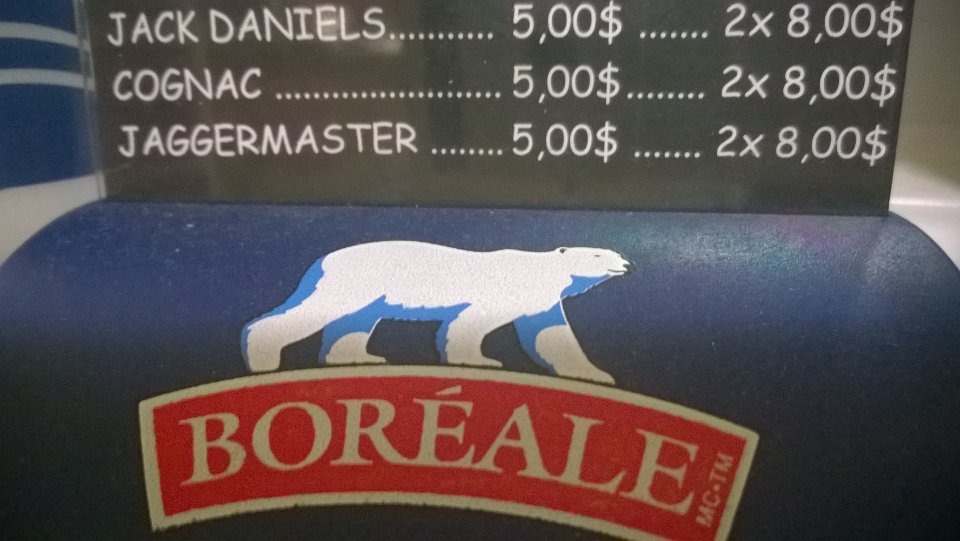 JACK DANIELS........... 5,00$ ....... 2x 8,00$
COGNAC ........................ 5,00$........ 2x 8,00$
JAGGERMASTER ........ 5,00$ ....... 2x 8,00$
BORÉALE
MC•TM